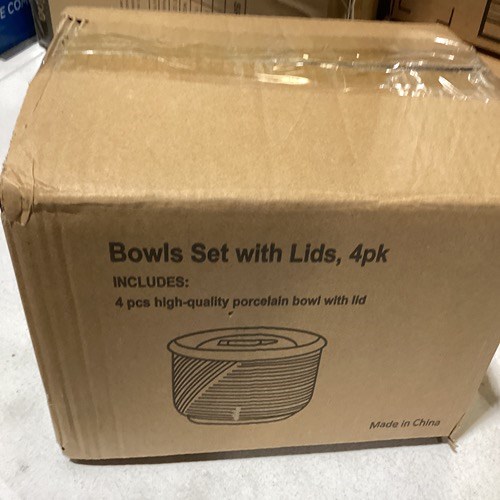 Bowls Set with Lids, 4pk
INCLUDES:
4 pcs high-quality porcelain bowl with lid
Made in China